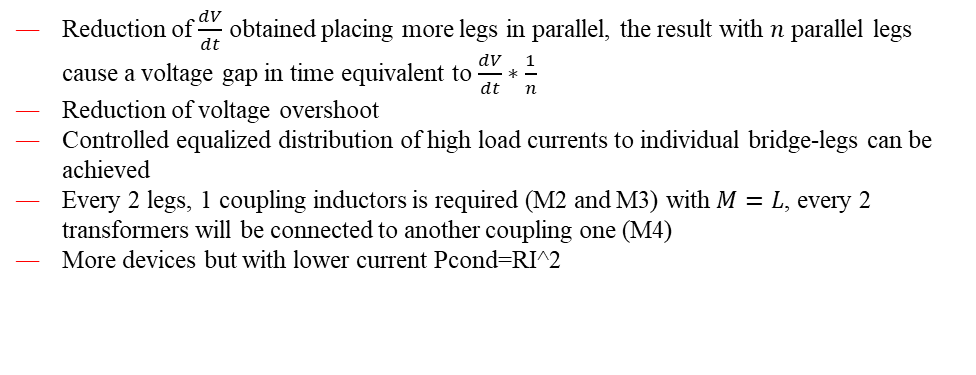 — Reduction of dV/dt obtained placing more legs in parallel, the result with n parallel legs
cause a voltage gap in time equivalent to dV/dt * 1/n
— Reduction of voltage overshoot
— Controlled equalized distribution of high load currents to individual bridge-legs can be
achieved
— Every 2 legs, 1 coupling inductors is required (M2 and M3) with M = L, every 2
transformers will be connected to another coupling one (M4)
— More devices but with lower current Pcond=RI^2